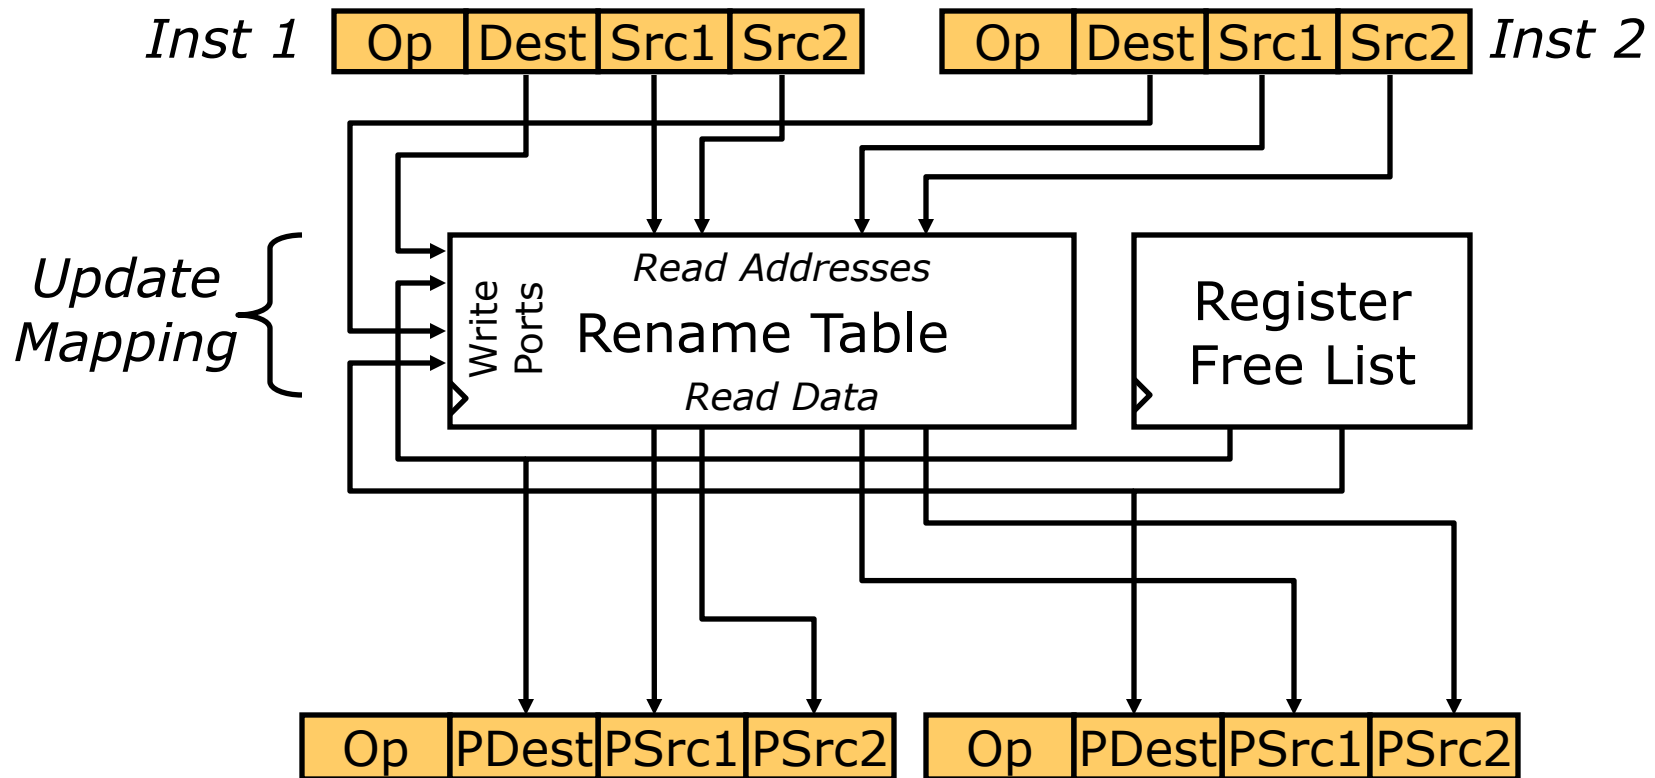 Inst 1
Op Dest Src1 Src2
Op Dest Src1 Src2
Inst 2
Update
Mapping
Write
Ports
Read Addresses
Rename Table
Read Data
Register
Free List
Op PDest PSrc1 PSrc2
Op PDest PSrc1 PSrc2